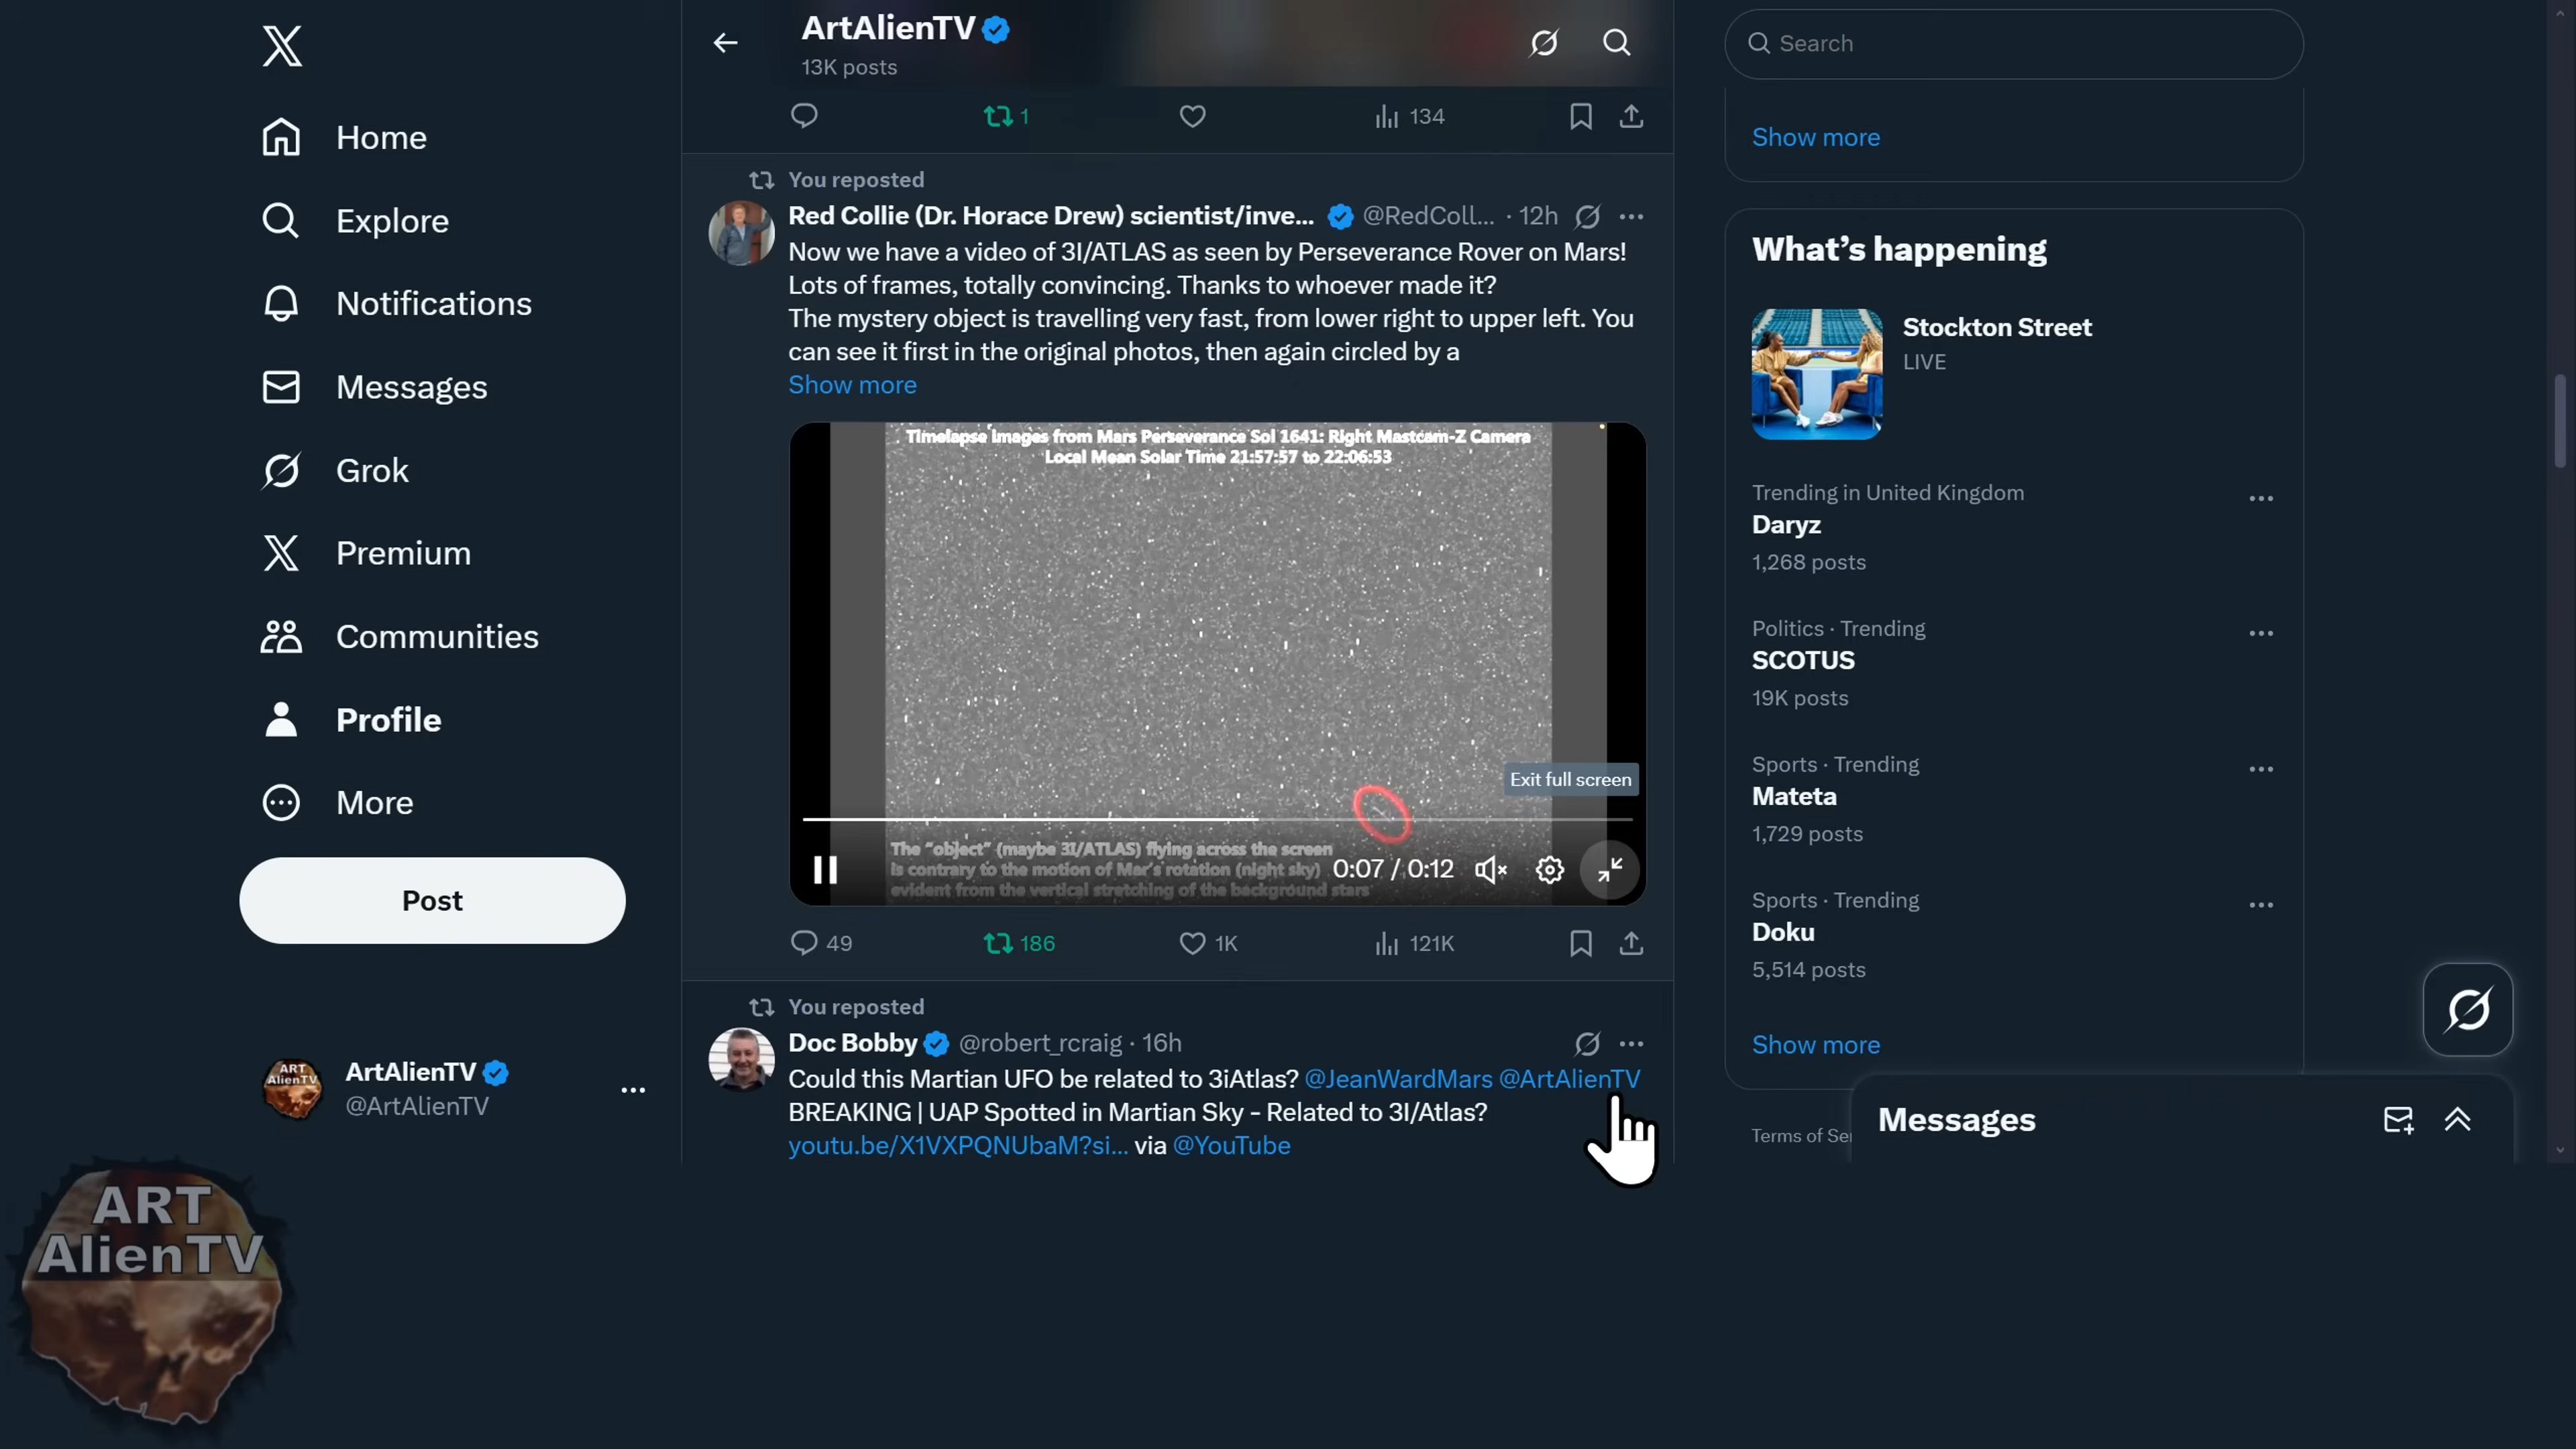 Home
Explore
Notifications
Messages
Grok
Premium
Communities
Profile
More
Post
ArtAlienTV
@ArtAlienTV
ART
AlienTV
ArtAlienTV
13K posts
1
134
You reposted
Red Collie (Dr. Horace Drew) scientist/inve... @RedColl... · 12h
Now we have a video of 3I/ATLAS as seen by Perseverance Rover on Mars!
Lots of frames, totally convincing. Thanks to whoever made it?
The mystery object is travelling very fast, from lower right to upper left. You
can see it first in the original photos, then again circled by a
Show more
Timelapse Images from Mars Perseverance Sol 1641: Right Mastcam-Z Camera
Local Mean Solar Time 21:57:57 to 22:06:53
Exit full screen
The "object" (maybe 3I/ATLAS) flying across the screen
is contrary to the motion of Mar's rotation (night sky)
evident from the vertical stretching of the background stars
0:07 / 0:12
49
186
1K
121K
You reposted
Doc Bobby @robert_rcraig · 16h
Could this Martian UFO be related to 3iAtlas? @JeanWardMars @ArtAlienTV
BREAKING | UAP Spotted in Martian Sky - Related to 3I/Atlas?
youtu.be/X1VXPQNUbaM?si... via @YouTube
Search
Show more
What's happening
Stockton Street
LIVE
Trending in United Kingdom
Daryz
1,268 posts
Politics · Trending
SCOTUS
19K posts
Sports · Trending
Mateta
1,729 posts
Sports · Trending
Doku
5,514 posts
Show more
Terms of Ser
Messages
ART
AlienTV